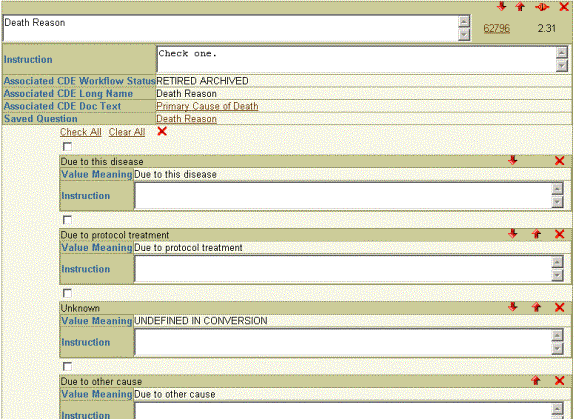 Death Reason 62796 2.31
Instruction Check one.
Associated CDE Workflow Status RETIRED ARCHIVED
Associated CDE Long Name Death Reason
Associated CDE Doc Text Primary Cause of Death
Saved Question Death Reason
Check All Clear All
Due to this disease
Value Meaning Due to this disease
Instruction
Due to protocol treatment
Value Meaning Due to protocol treatment
Instruction
Unknown
Value Meaning UNDEFINED IN CONVERSION
Instruction
Due to other cause
Value Meaning Due to other cause
Instruction